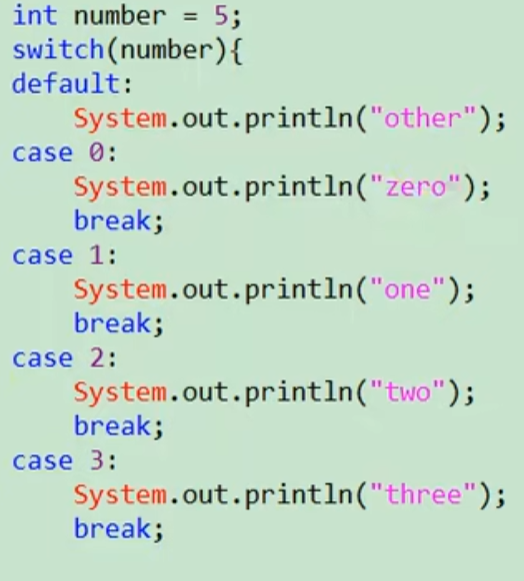 int number = 5;
switch(number){
default:
    System.out.println("other");
case 0:
    System.out.println("zero");
    break;
case 1:
    System.out.println("one");
    break;
case 2:
    System.out.println("two");
    break;
case 3:
    System.out.println("three");
    break;